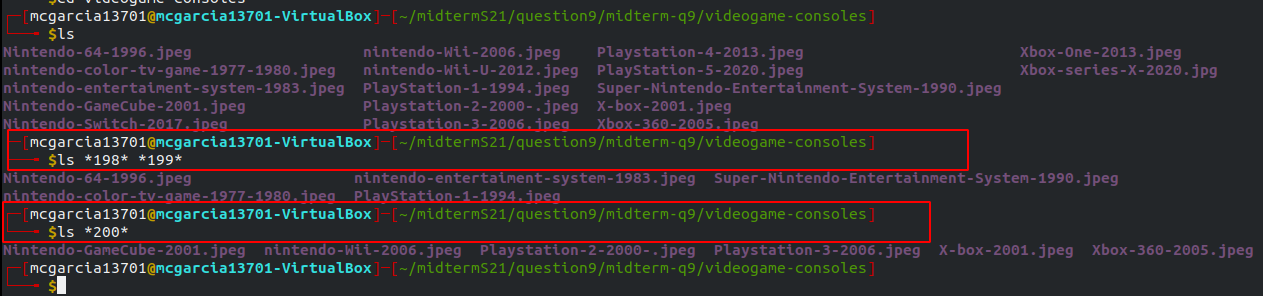 $cd videogame-consoles
[mcgarcia13701@mcgarcia13701-VirtualBox]-[~/midtermS21/question9/midterm-q9/videogame-consoles]
$ls
Nintendo-64-1996.jpeg nintendo-Wii-2006.jpeg Playstation-4-2013.jpeg Xbox-One-2013.jpeg
nintendo-color-tv-game-1977-1980.jpeg nintendo-Wii-U-2012.jpeg PlayStation-5-2020.jpeg Xbox-series-X-2020.jpg
nintendo-entertaiment-system-1983.jpeg PlayStation-1-1994.jpeg Super-Nintendo-Entertainment-System-1990.jpeg
Nintendo-GameCube-2001.jpeg Playstation-2-2000-.jpeg X-box-2001.jpeg
Nintendo-Switch-2017.jpeg Playstation-3-2006.jpeg Xbox-360-2005.jpeg
[mcgarcia13701@mcgarcia13701-VirtualBox]-[~/midtermS21/question9/midterm-q9/videogame-consoles]
$ls *198* *199*
Nintendo-64-1996.jpeg nintendo-entertaiment-system-1983.jpeg Super-Nintendo-Entertainment-System-1990.jpeg
nintendo-color-tv-game-1977-1980.jpeg PlayStation-1-1994.jpeg
[mcgarcia13701@mcgarcia13701-VirtualBox]-[~/midtermS21/question9/midterm-q9/videogame-consoles]
$ls *200*
Nintendo-GameCube-2001.jpeg nintendo-Wii-2006.jpeg Playstation-2-2000-.jpeg Playstation-3-2006.jpeg X-box-2001.jpeg Xbox-360-2005.jpeg
[mcgarcia13701@mcgarcia13701-VirtualBox]-[~/midtermS21/question9/midterm-q9/videogame-consoles]
$